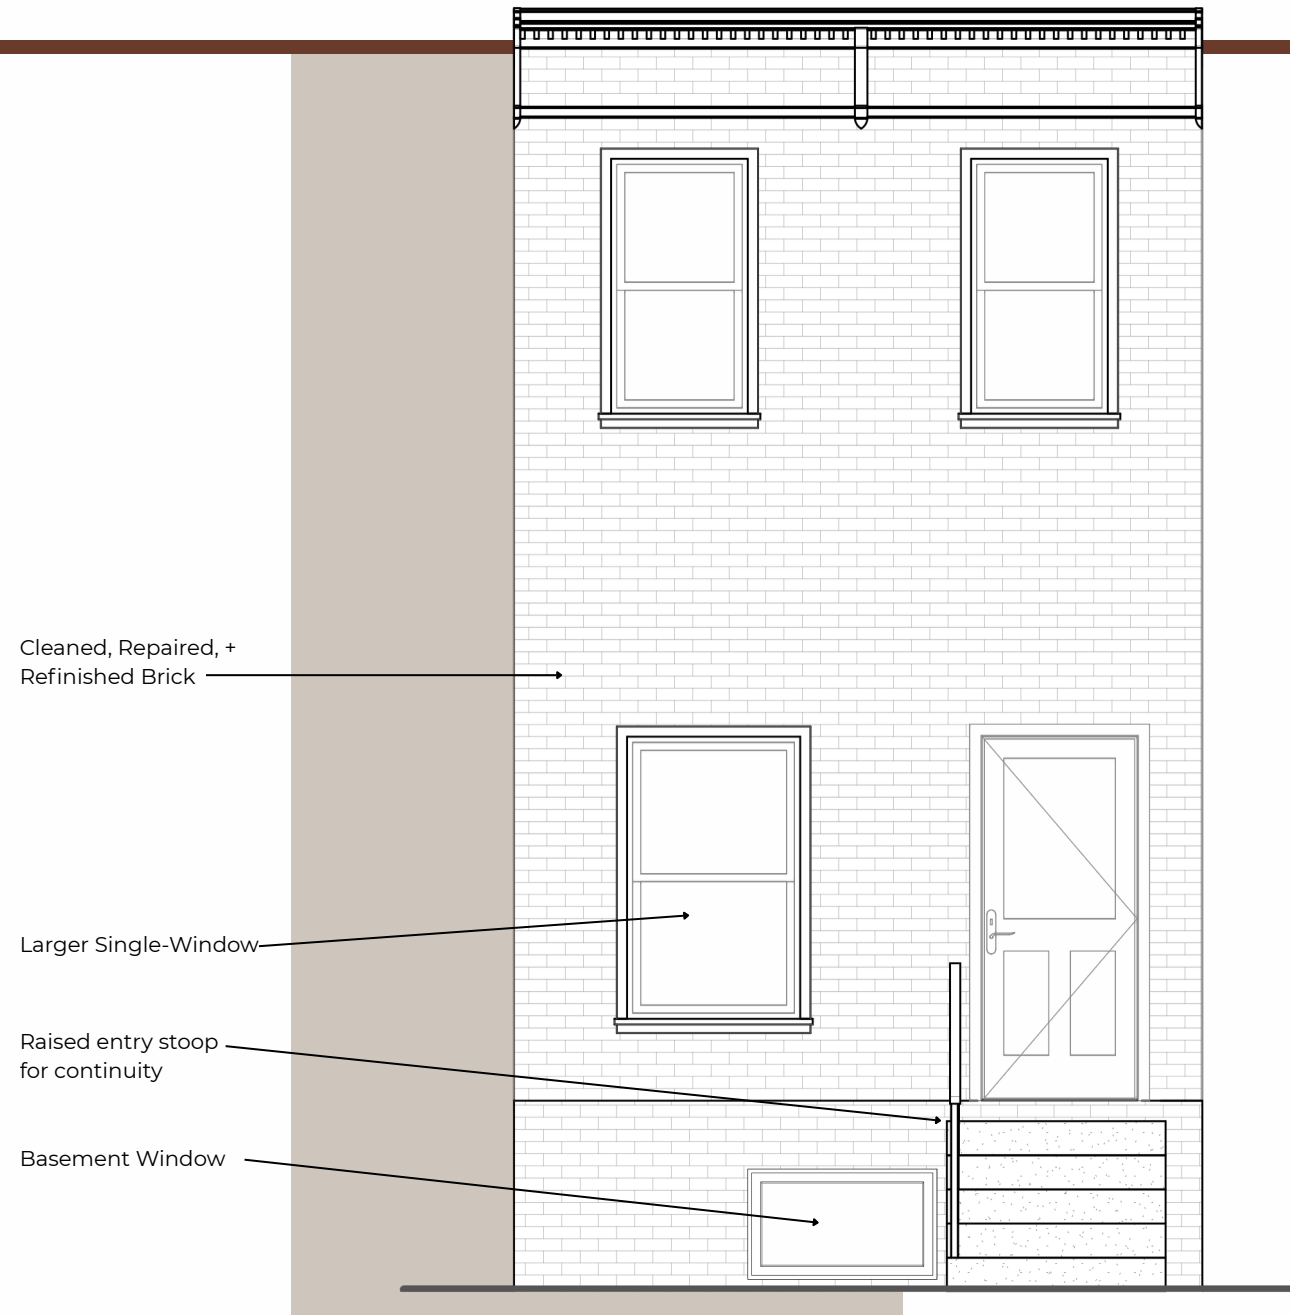 Cleaned, Repaired, +
Refinished Brick
Larger Single-Window
Raised entry stoop
for continuity
Basement Window